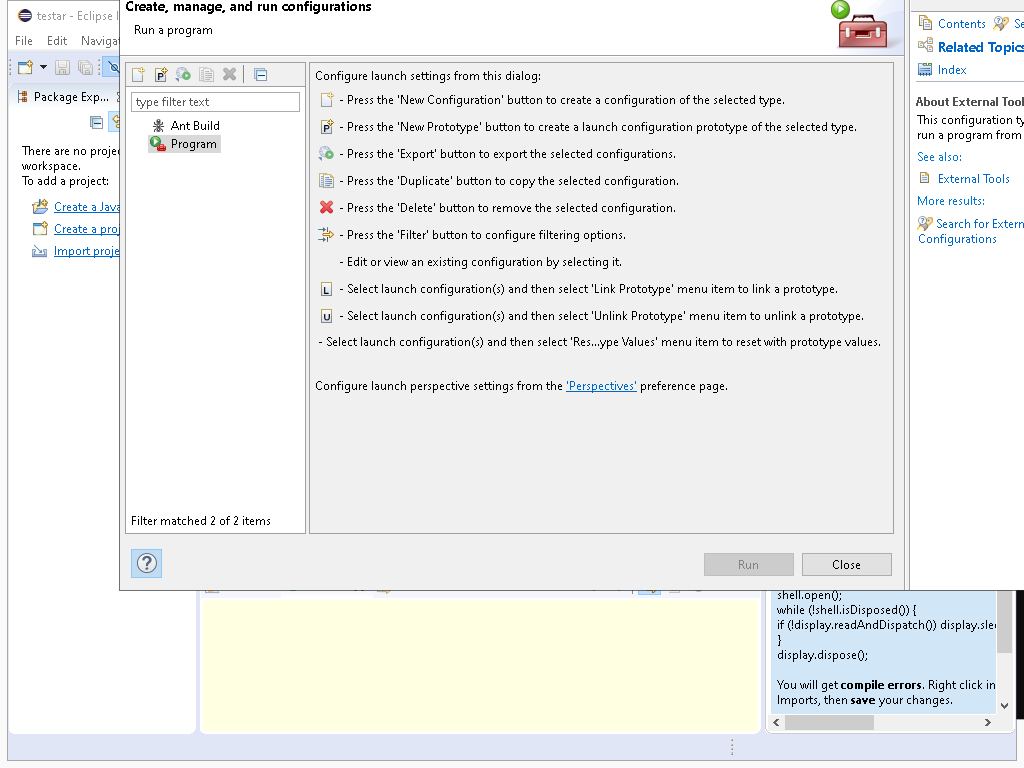 testar - Eclipse
File Edit Naviga
Package Exp...
There are no proje
workspace.
To add a project:
Create a Java
Create a proj
Import proje
Create, manage, and run configurations
Run a program
type filter text
Ant Build
Program
Filter matched 2 of 2 items
Configure launch settings from this dialog:
- Press the 'New Configuration' button to create a configuration of the selected type.
- Press the 'New Prototype' button to create a launch configuration prototype of the selected type.
- Press the 'Export' button to export the selected configurations.
- Press the 'Duplicate' button to copy the selected configuration.
- Press the 'Delete' button to remove the selected configuration.
- Press the 'Filter' button to configure filtering options.
- Edit or view an existing configuration by selecting it.
L - Select launch configuration(s) and then select 'Link Prototype' menu item to link a prototype.
U - Select launch configuration(s) and then select 'Unlink Prototype' menu item to unlink a prototype.
- Select launch configuration(s) and then select 'Res...ype Values' menu item to reset with prototype values.
Configure launch perspective settings from the 'Perspectives' preference page.
Run Close
Contents Se
Related Topics
Index
About External Tool
This configuration ty
run a program from
See also:
External Tools
More results:
Search for Extern
Configurations
shell.open();
while (!shell.isDisposed()) {
if (!display.readAndDispatch()) display.slee
}
display.dispose();
You will get compile errors. Right click in
Imports, then save your changes.